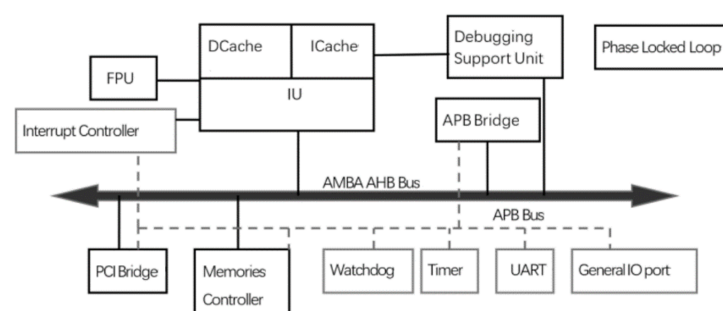 DCache
ICache
Debugging
Support Unit
Phase Locked Loop
FPU
IU
Interrupt Controller
APB Bridge
AMBA AHB Bus
APB Bus
PCI Bridge
Memories
Controller
Watchdog
Timer
UART
General IO port